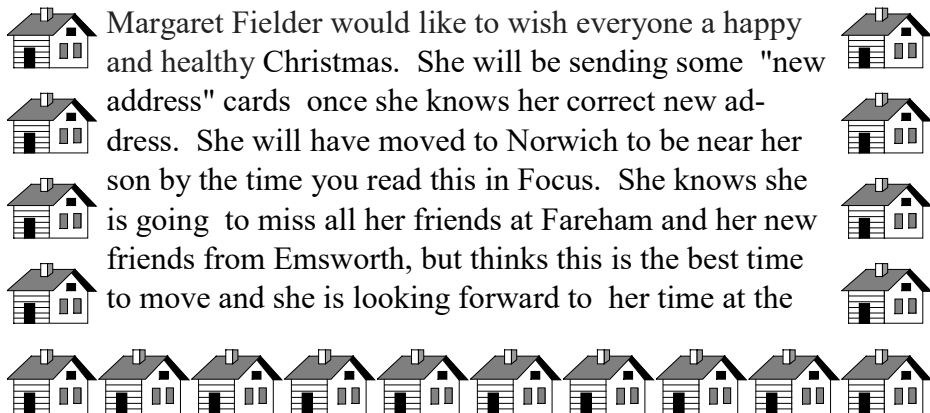 Margaret Fielder would like to wish everyone a happy
and healthy Christmas.  She will be sending some  "new
address" cards  once she knows her correct new ad-
dress.  She will have moved to Norwich to be near her
son by the time you read this in Focus.  She knows she
is going  to miss all her friends at Fareham and her new
friends from Emsworth, but thinks this is the best time
to move and she is looking forward to  her time at the